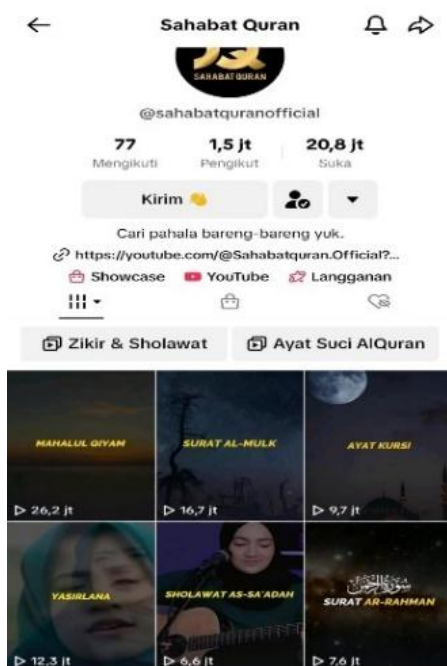 Sahabat Quran
SAHABAT QURAN
@sahabatquranofficial
77 1,5 jt 20,8 jt
Mengikuti Pengikut Suka
Kirim 👋
Cari pahala bareng-bareng yuk.
https://youtube.com/@Sahabatquran.Official?...
Showcase YouTube Langganan
Zikir & Sholawat Ayat Suci AlQuran
MAHALUL QIYAM SURAT AL-MULK AYAT KURSI
26,2 jt 16,7 jt 9,7 jt
YASIRLANA SHOLAWAT AS-SA'ADAH سورة الرحمن
SURAT AR-RAHMAN
12,3 jt 6,6 jt 7,6 jt